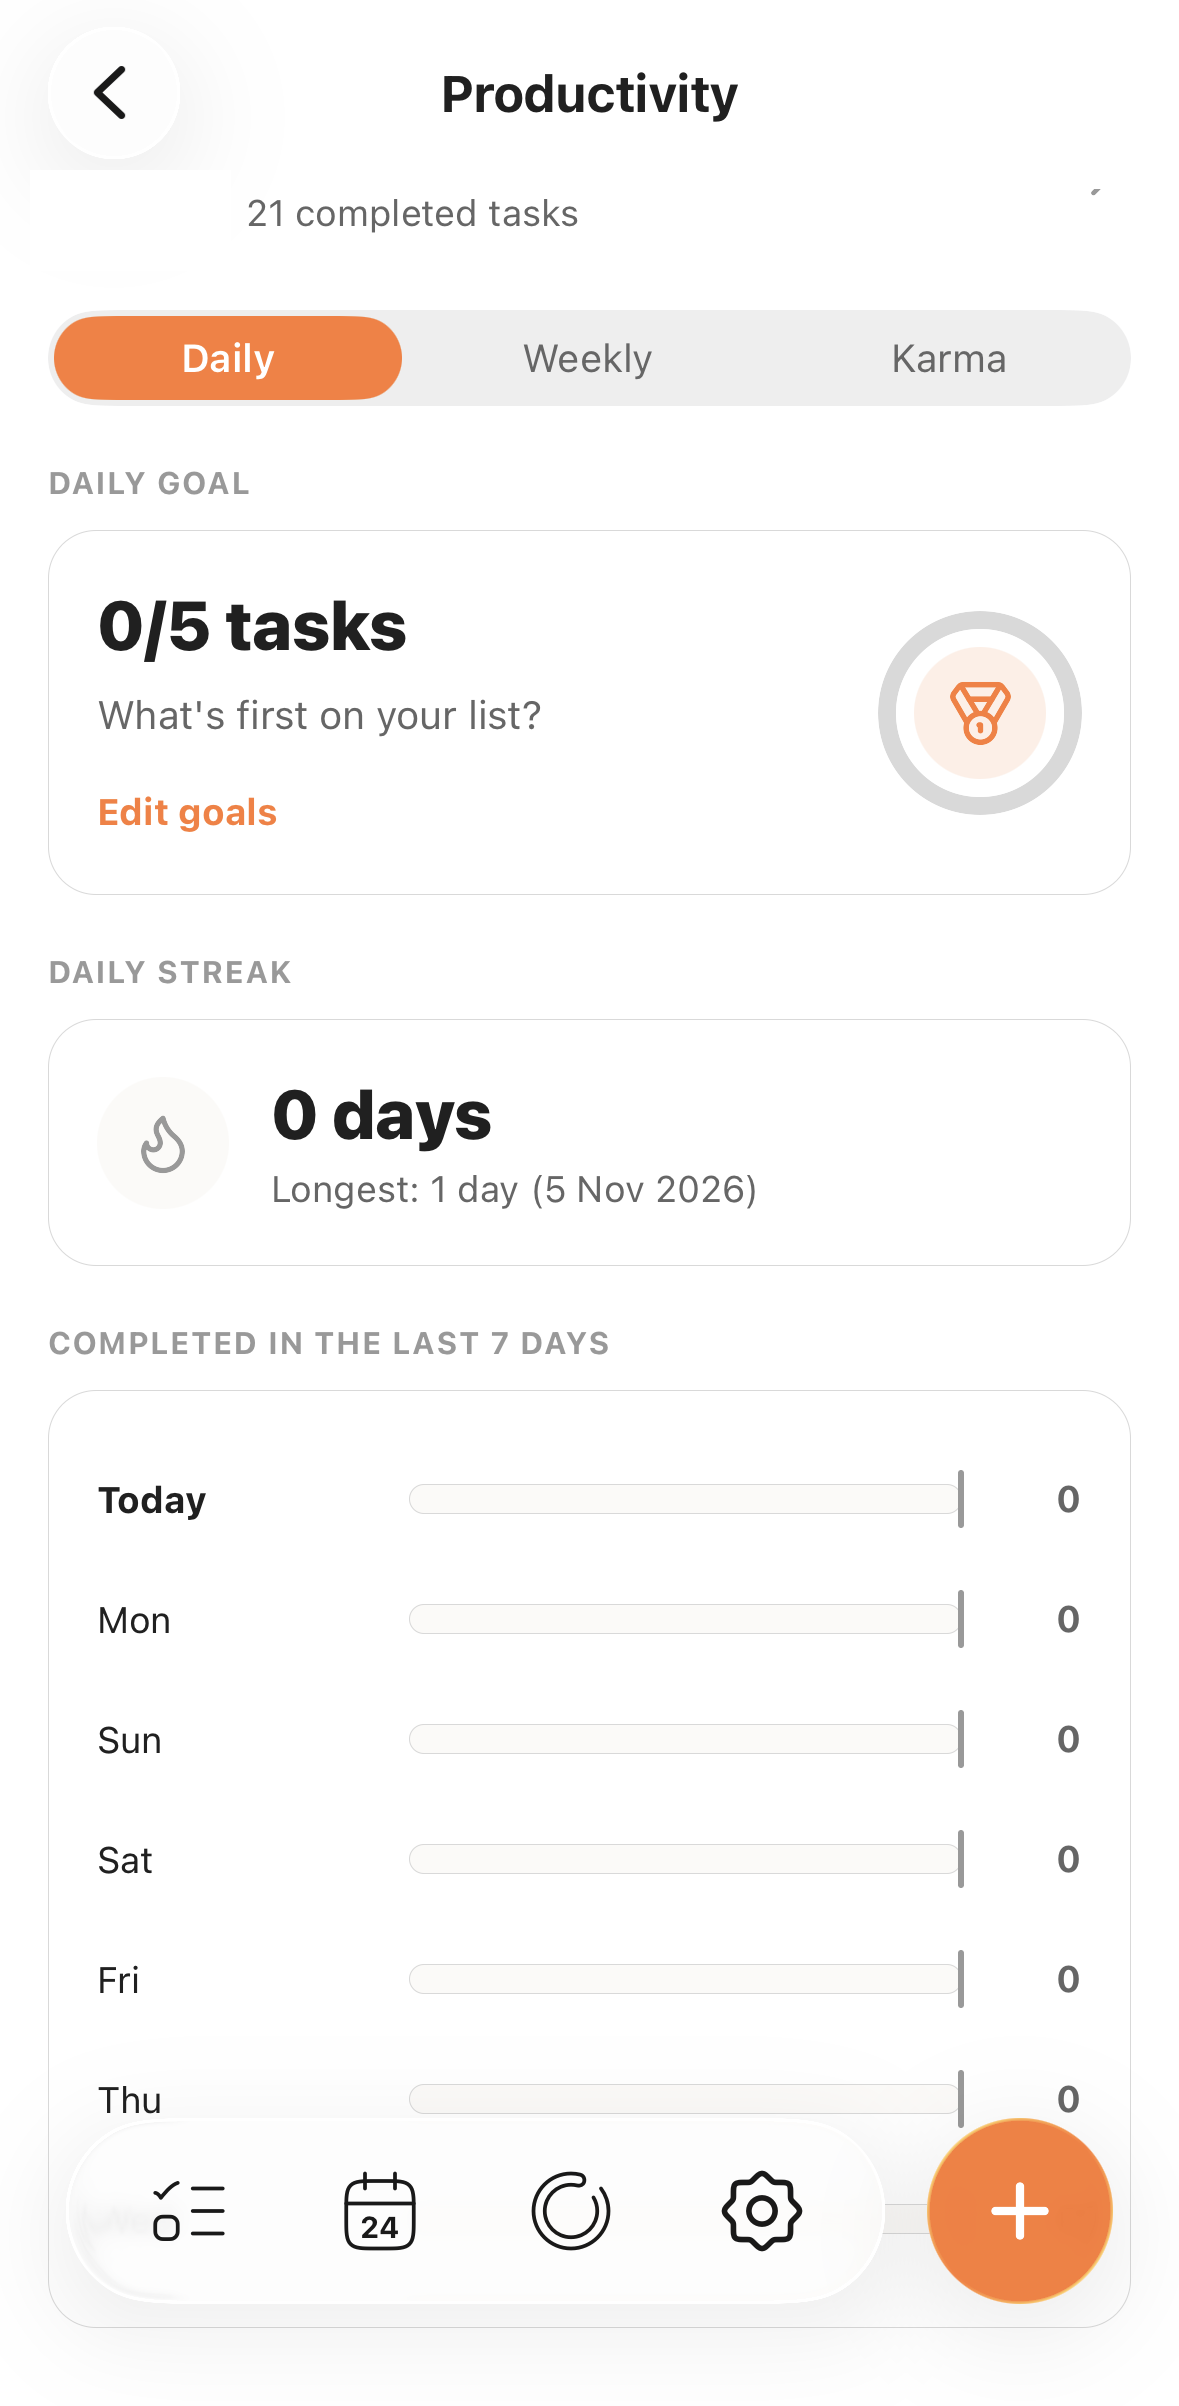 Productivity
21 completed tasks
Daily
Weekly
Karma
DAILY GOAL
0/5 tasks
What's first on your list?
Edit goals
DAILY STREAK
0 days
Longest: 1 day (5 Nov 2026)
COMPLETED IN THE LAST 7 DAYS
Today 0
Mon 0
Sun 0
Sat 0
Fri 0
Thu 0
24